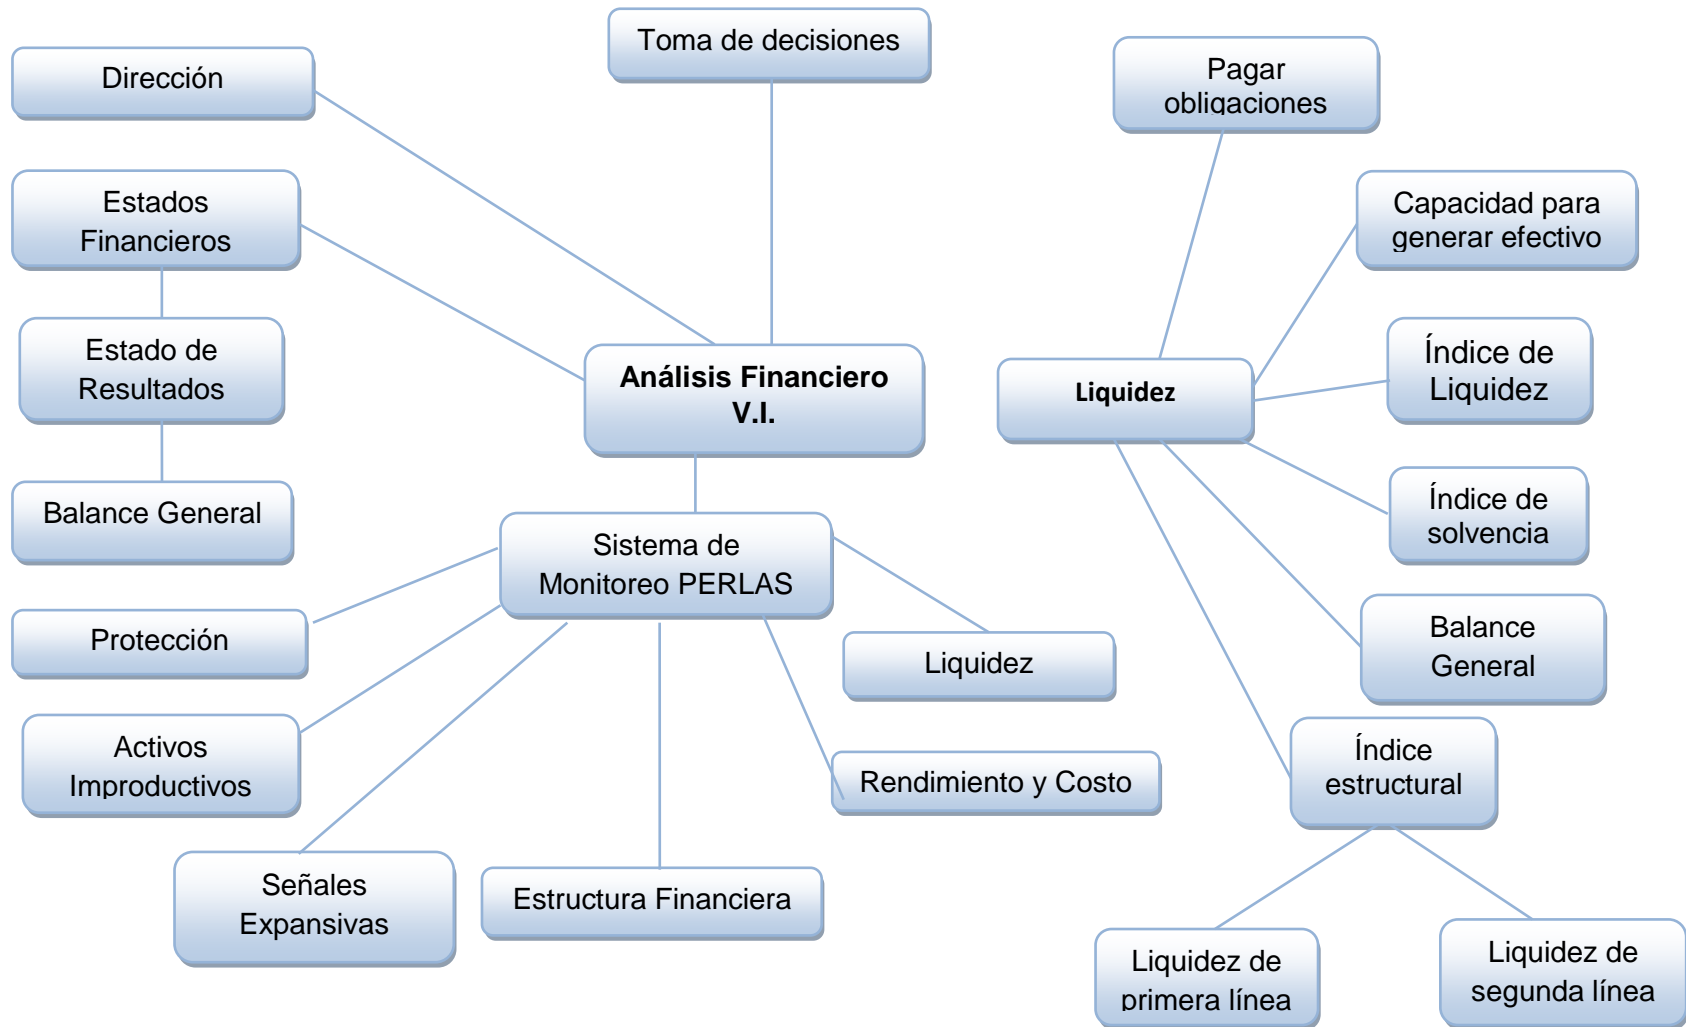 Toma de decisiones
Dirección
Pagar
obligaciones
Estados
Financieros
Capacidad para
generar efectivo
Estado de
Resultados
Análisis Financiero
V.I.
Liquidez
Índice de
Liquidez
Balance General
Sistema de
Monitoreo PERLAS
Índice de
solvencia
Protección
Liquidez
Balance
General
Activos
Improductivos
Rendimiento y Costo
Índice
estructural
Señales
Expansivas
Estructura Financiera
Liquidez de
primera línea
Liquidez de
segunda línea